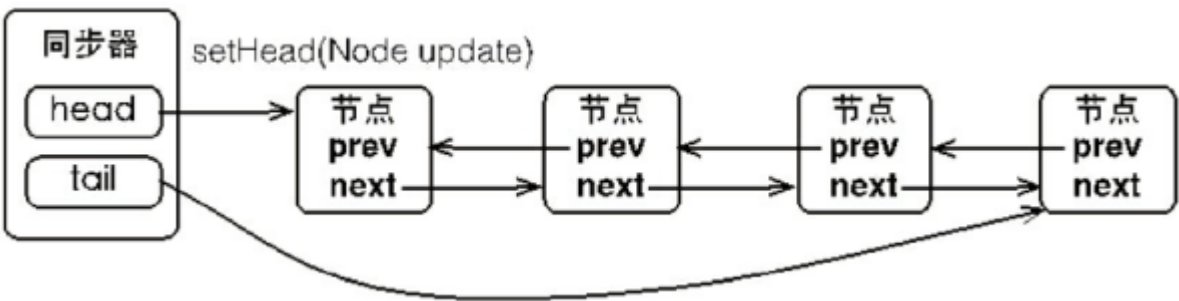 同步器
setHead(Node update)
head
tail
节点
prev
next
节点
prev
next
节点
prev
next
节点
prev
next